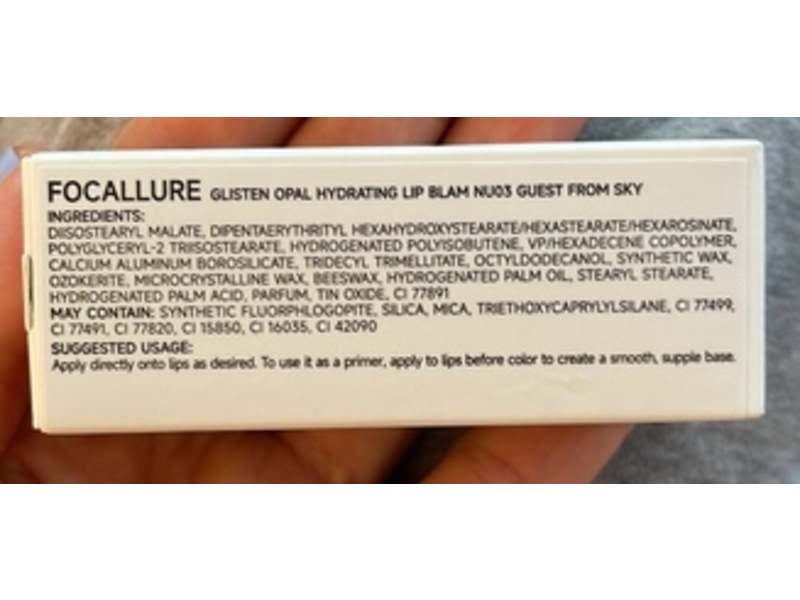 FOCALLURE GLISTEN OPAL HYDRATING LIP BLAM NU03 GUEST FROM SKY
INGREDIENTS:
DIISOSTEARYL MALATE, DIPENTAERYTHRITYL HEXAHYDROXYSTEARATE/HEXASTEARATE/HEXAROSINATE,
POLYGLYCERYL-2 TRIISOSTEARATE, HYDROGENATED POLYISOBUTENE, VP/HEXADECENE COPOLYMER,
CALCIUM ALUMINUM BOROSILICATE, TRIDECYL TRIMELLITATE, OCTYLDODECANOL, SYNTHETIC WAX,
OZOKERITE, MICROCRYSTALLINE WAX, BEESWAX, HYDROGENATED PALM OIL, STEARYL STEARATE,
HYDROGENATED PALM ACID, PARFUM, TIN OXIDE, CI 77891
MAY CONTAIN: SYNTHETIC FLUORPHLOGOPITE, SILICA, MICA, TRIETHOXYCAPRYLYLSILANE, CI 77499,
CI 77491, CI 77820, CI 15850, CI 16035, CI 42090
SUGGESTED USAGE:
Apply directly onto lips as desired. To use it as a primer, apply to lips before color to create a smooth, supple base.